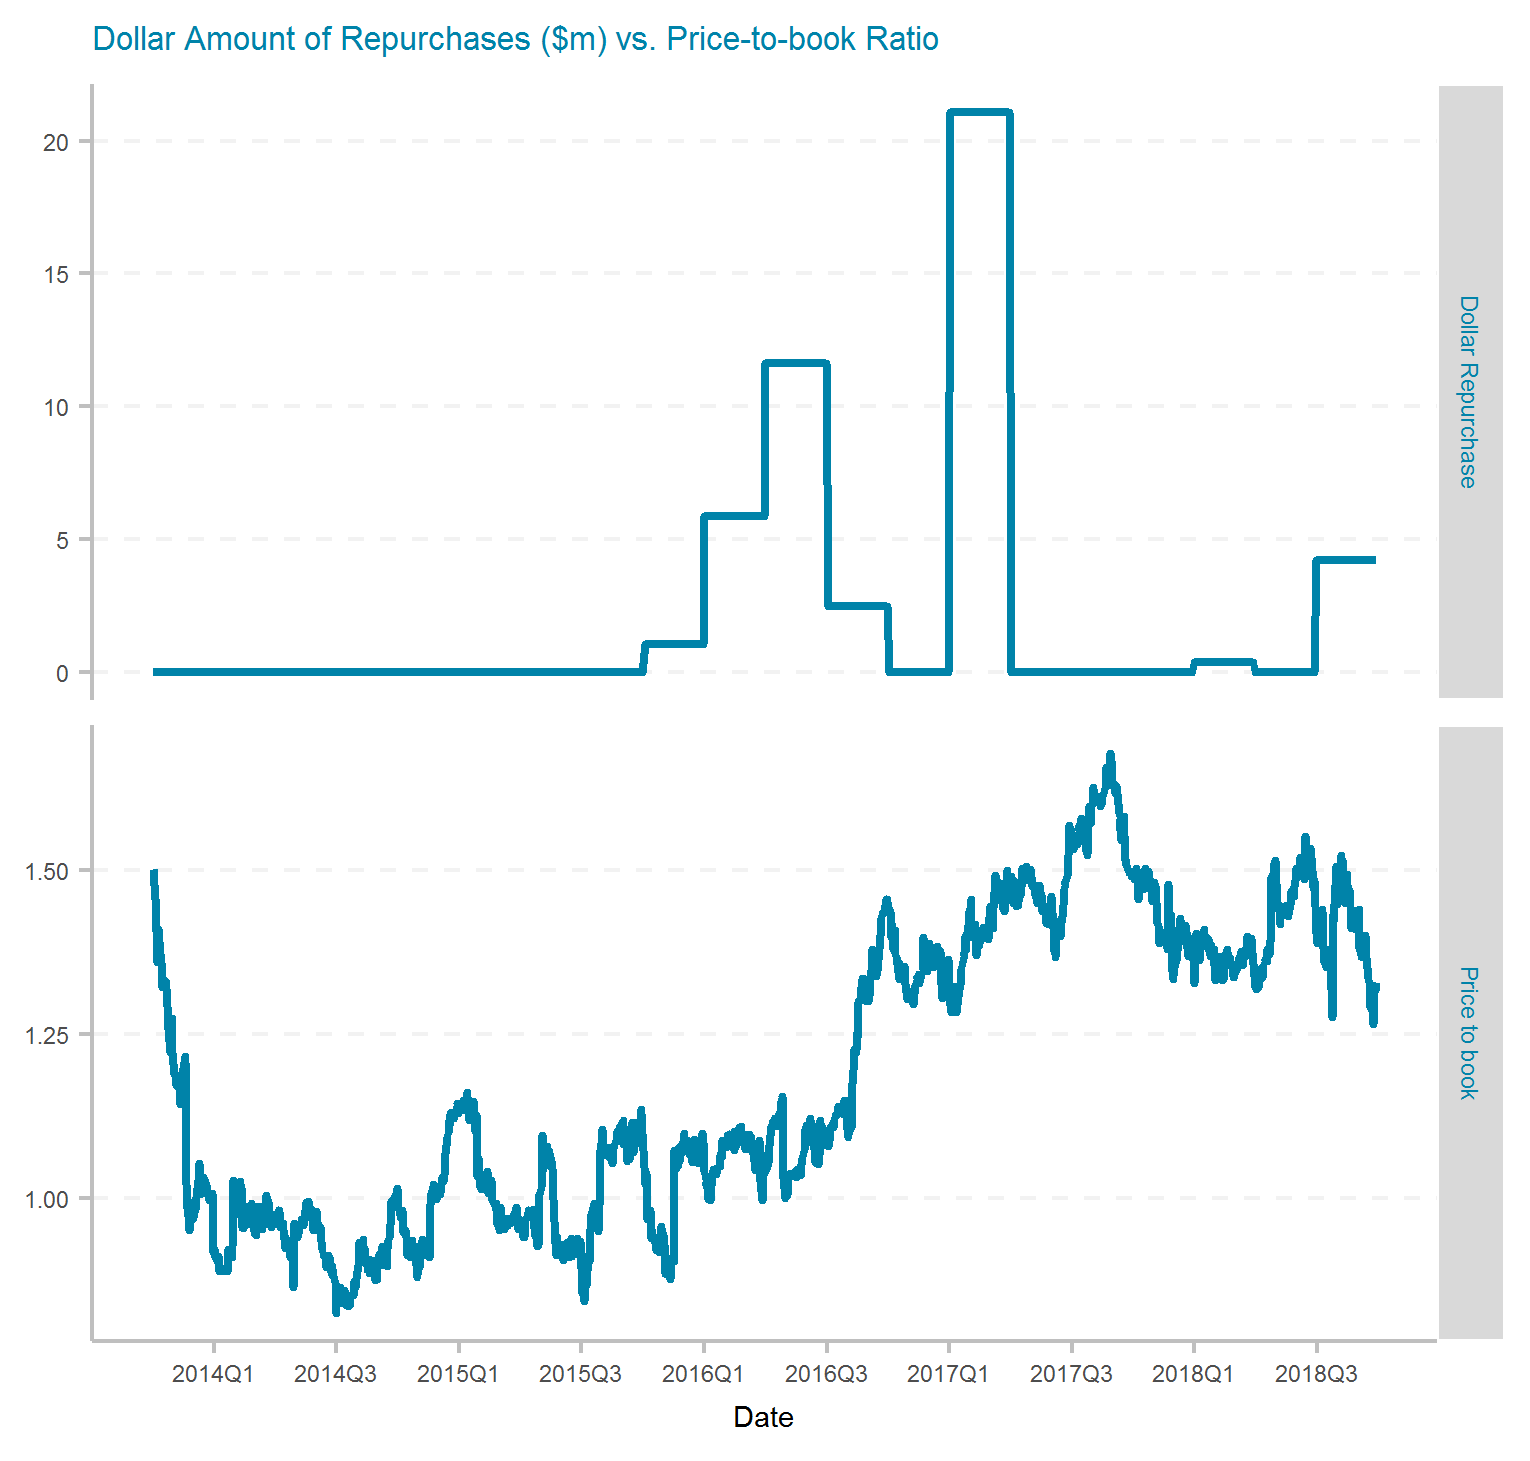 Dollar Amount of Repurchases ($m) vs. Price-to-book Ratio
20
15
10
5
0
Dollar Repurchase
1.50
1.25
1.00
Price to book
2014Q1 2014Q3 2015Q1 2015Q3 2016Q1 2016Q3 2017Q1 2017Q3 2018Q1 2018Q3
Date